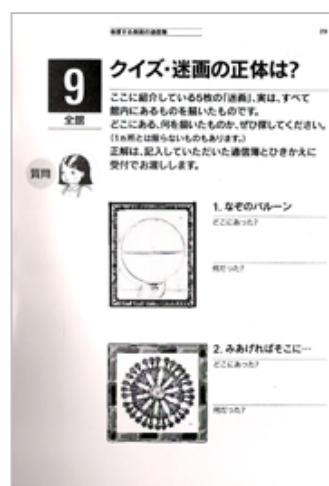 9
全館
クイズ・迷画の正体は?
ここに紹介している5枚の「迷画」、実は、すべて
館内にあるものを描いたものです。
どこにある、何を描いたものか、ぜひ探してください。
(1ヵ所とは限らないものもあります。)
正解は、記入していただいた通信簿とひきかえに
受付でお渡しします。
質問
1. なぞのバルーン
どこにあった?
何だった?
2. みあげればそこに…
どこにあった?
何だった?